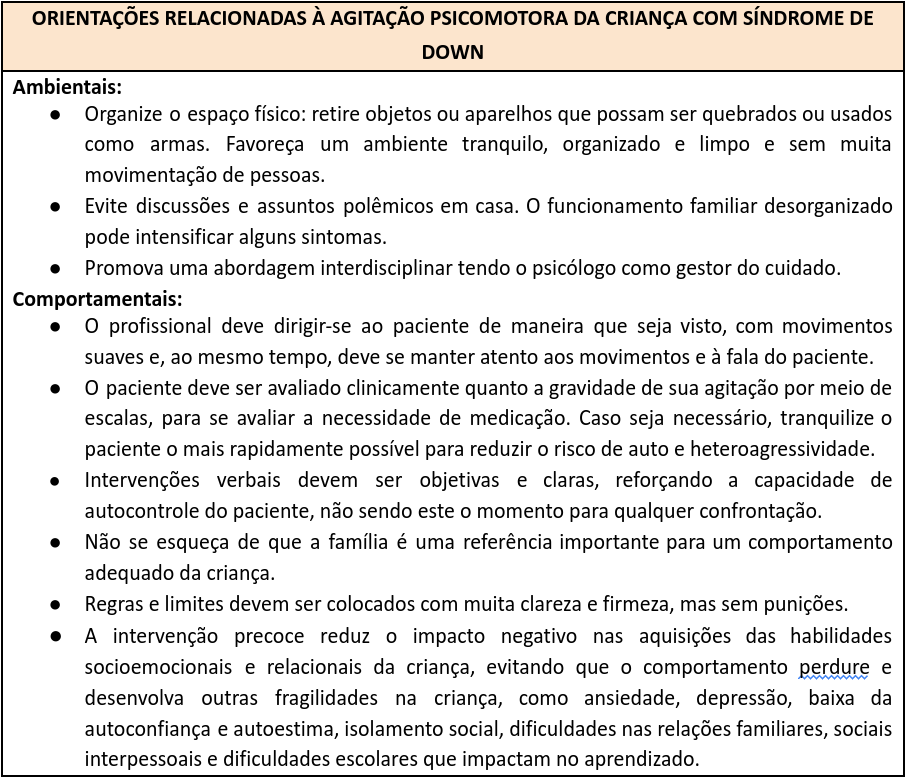 ORIENTAÇÕES RELACIONADAS À AGITAÇÃO PSICOMOTORA DA CRIANÇA COM SÍNDROME DE
DOWN
Ambientais:
● Organize o espaço físico: retire objetos ou aparelhos que possam ser quebrados ou usados
como armas. Favoreça um ambiente tranquilo, organizado e limpo e sem muita
movimentação de pessoas.
● Evite discussões e assuntos polêmicos em casa. O funcionamento familiar desorganizado
pode intensificar alguns sintomas.
● Promova uma abordagem interdisciplinar tendo o psicólogo como gestor do cuidado.
Comportamentais:
● O profissional deve dirigir-se ao paciente de maneira que seja visto, com movimentos
suaves e, ao mesmo tempo, deve se manter atento aos movimentos e à fala do paciente.
● O paciente deve ser avaliado clinicamente quanto a gravidade de sua agitação por meio de
escalas, para se avaliar a necessidade de medicação. Caso seja necessário, tranquilize o
paciente o mais rapidamente possível para reduzir o risco de auto e heteroagressividade.
● Intervenções verbais devem ser objetivas e claras, reforçando a capacidade de
autocontrole do paciente, não sendo este o momento para qualquer confrontação.
● Não se esqueça de que a família é uma referência importante para um comportamento
adequado da criança.
● Regras e limites devem ser colocados com muita clareza e firmeza, mas sem punições.
● A intervenção precoce reduz o impacto negativo nas aquisições das habilidades
socioemocionais e relacionais da criança, evitando que o comportamento perdure e
desenvolva outras fragilidades na criança, como ansiedade, depressão, baixa da
autoconfiança e autoestima, isolamento social, dificuldades nas relações familiares, sociais
interpessoais e dificuldades escolares que impactam no aprendizado.